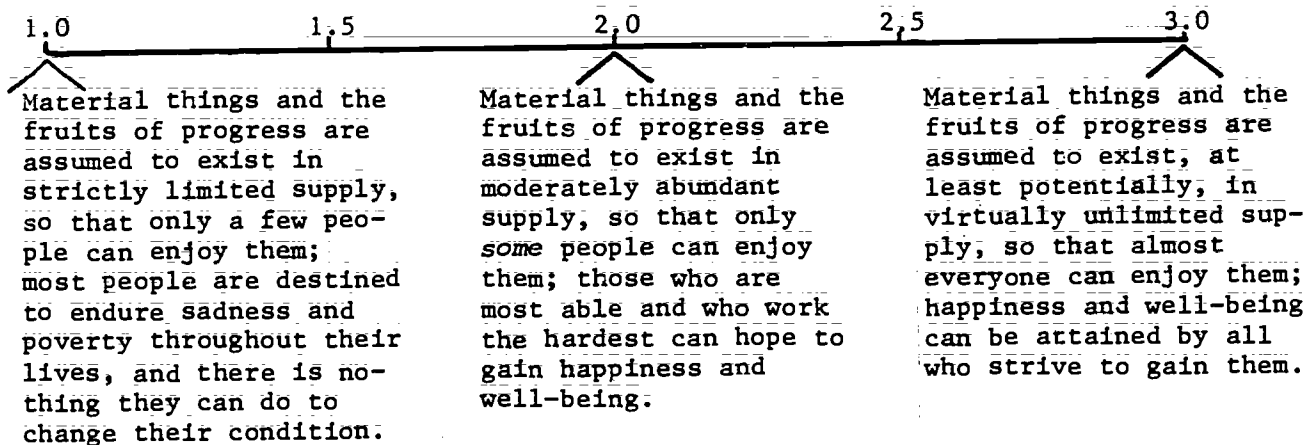 1.0 1.5 2.0 2.5 3.0
Material things and the
fruits of progress are
assumed to exist in
strictly limited supply,
so that only a few peo-
ple can enjoy them;
most people are destined
to endure sadness and
poverty throughout their
lives, and there is no-
thing they can do to
change their condition.
Material things and the
fruits of progress are
assumed to exist in
moderately abundant
supply, so that only
some people can enjoy
them; those who are
most able and who work
the hardest can hope to
gain happiness and
well-being.
Material things and the
fruits of progress are
assumed to exist, at
least potentially, in
virtually unlimited sup-
ply, so that almost
everyone can enjoy them;
happiness and well-being
can be attained by all
who strive to gain them.